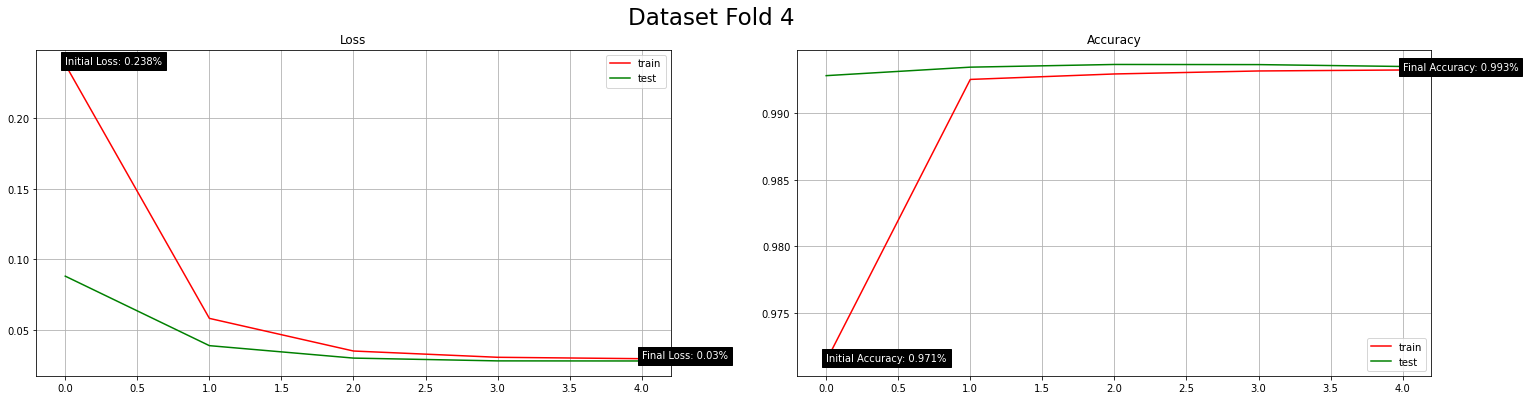 Dataset Fold 4
Loss
Initial Loss: 0.238%
train
test
0.20
0.15
0.10
0.05
Final Loss: 0.03%
0.0 0.5 1.0 1.5 2.0 2.5 3.0 3.5 4.0
Accuracy
Final Accuracy: 0.993%
0.990
0.985
0.980
0.975
Initial Accuracy: 0.971%
train
test
0.0 0.5 1.0 1.5 2.0 2.5 3.0 3.5 4.0